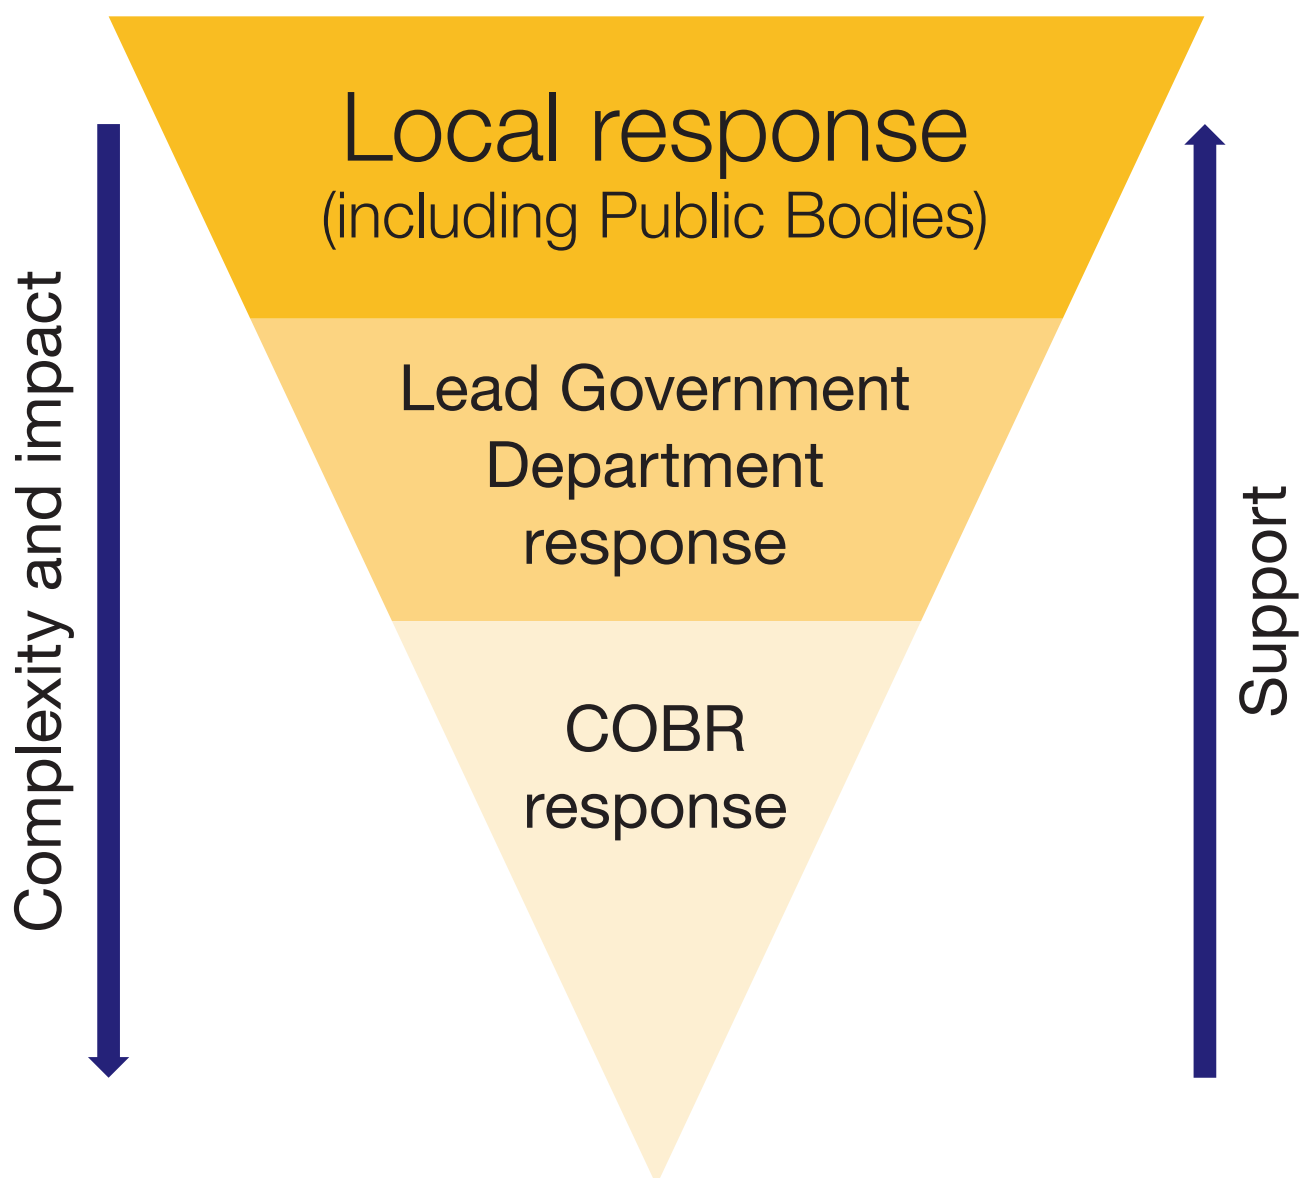 Local response
(including Public Bodies)
Lead Government
Department
response
COBR
response
Complexity and impact
Support